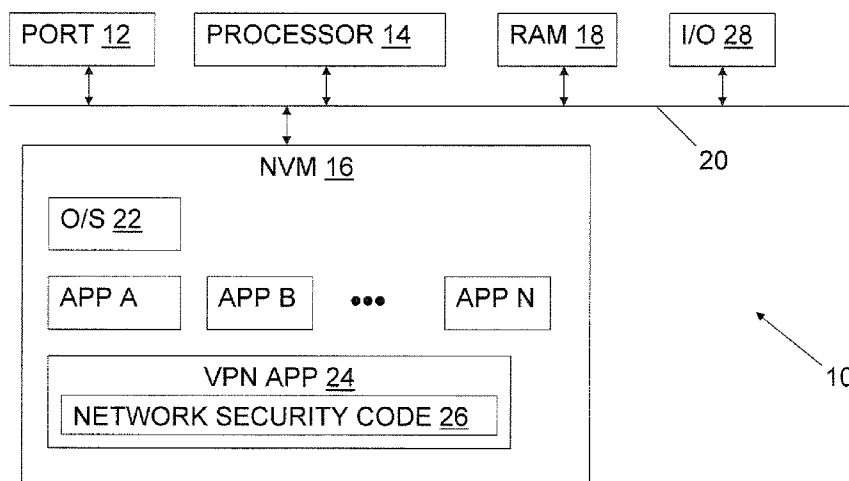 PORT 12 PROCESSOR 14 RAM 18 I/O 28
20
NVM 16
O/S 22
APP A APP B ••• APP N
10
VPN APP 24
NETWORK SECURITY CODE 26